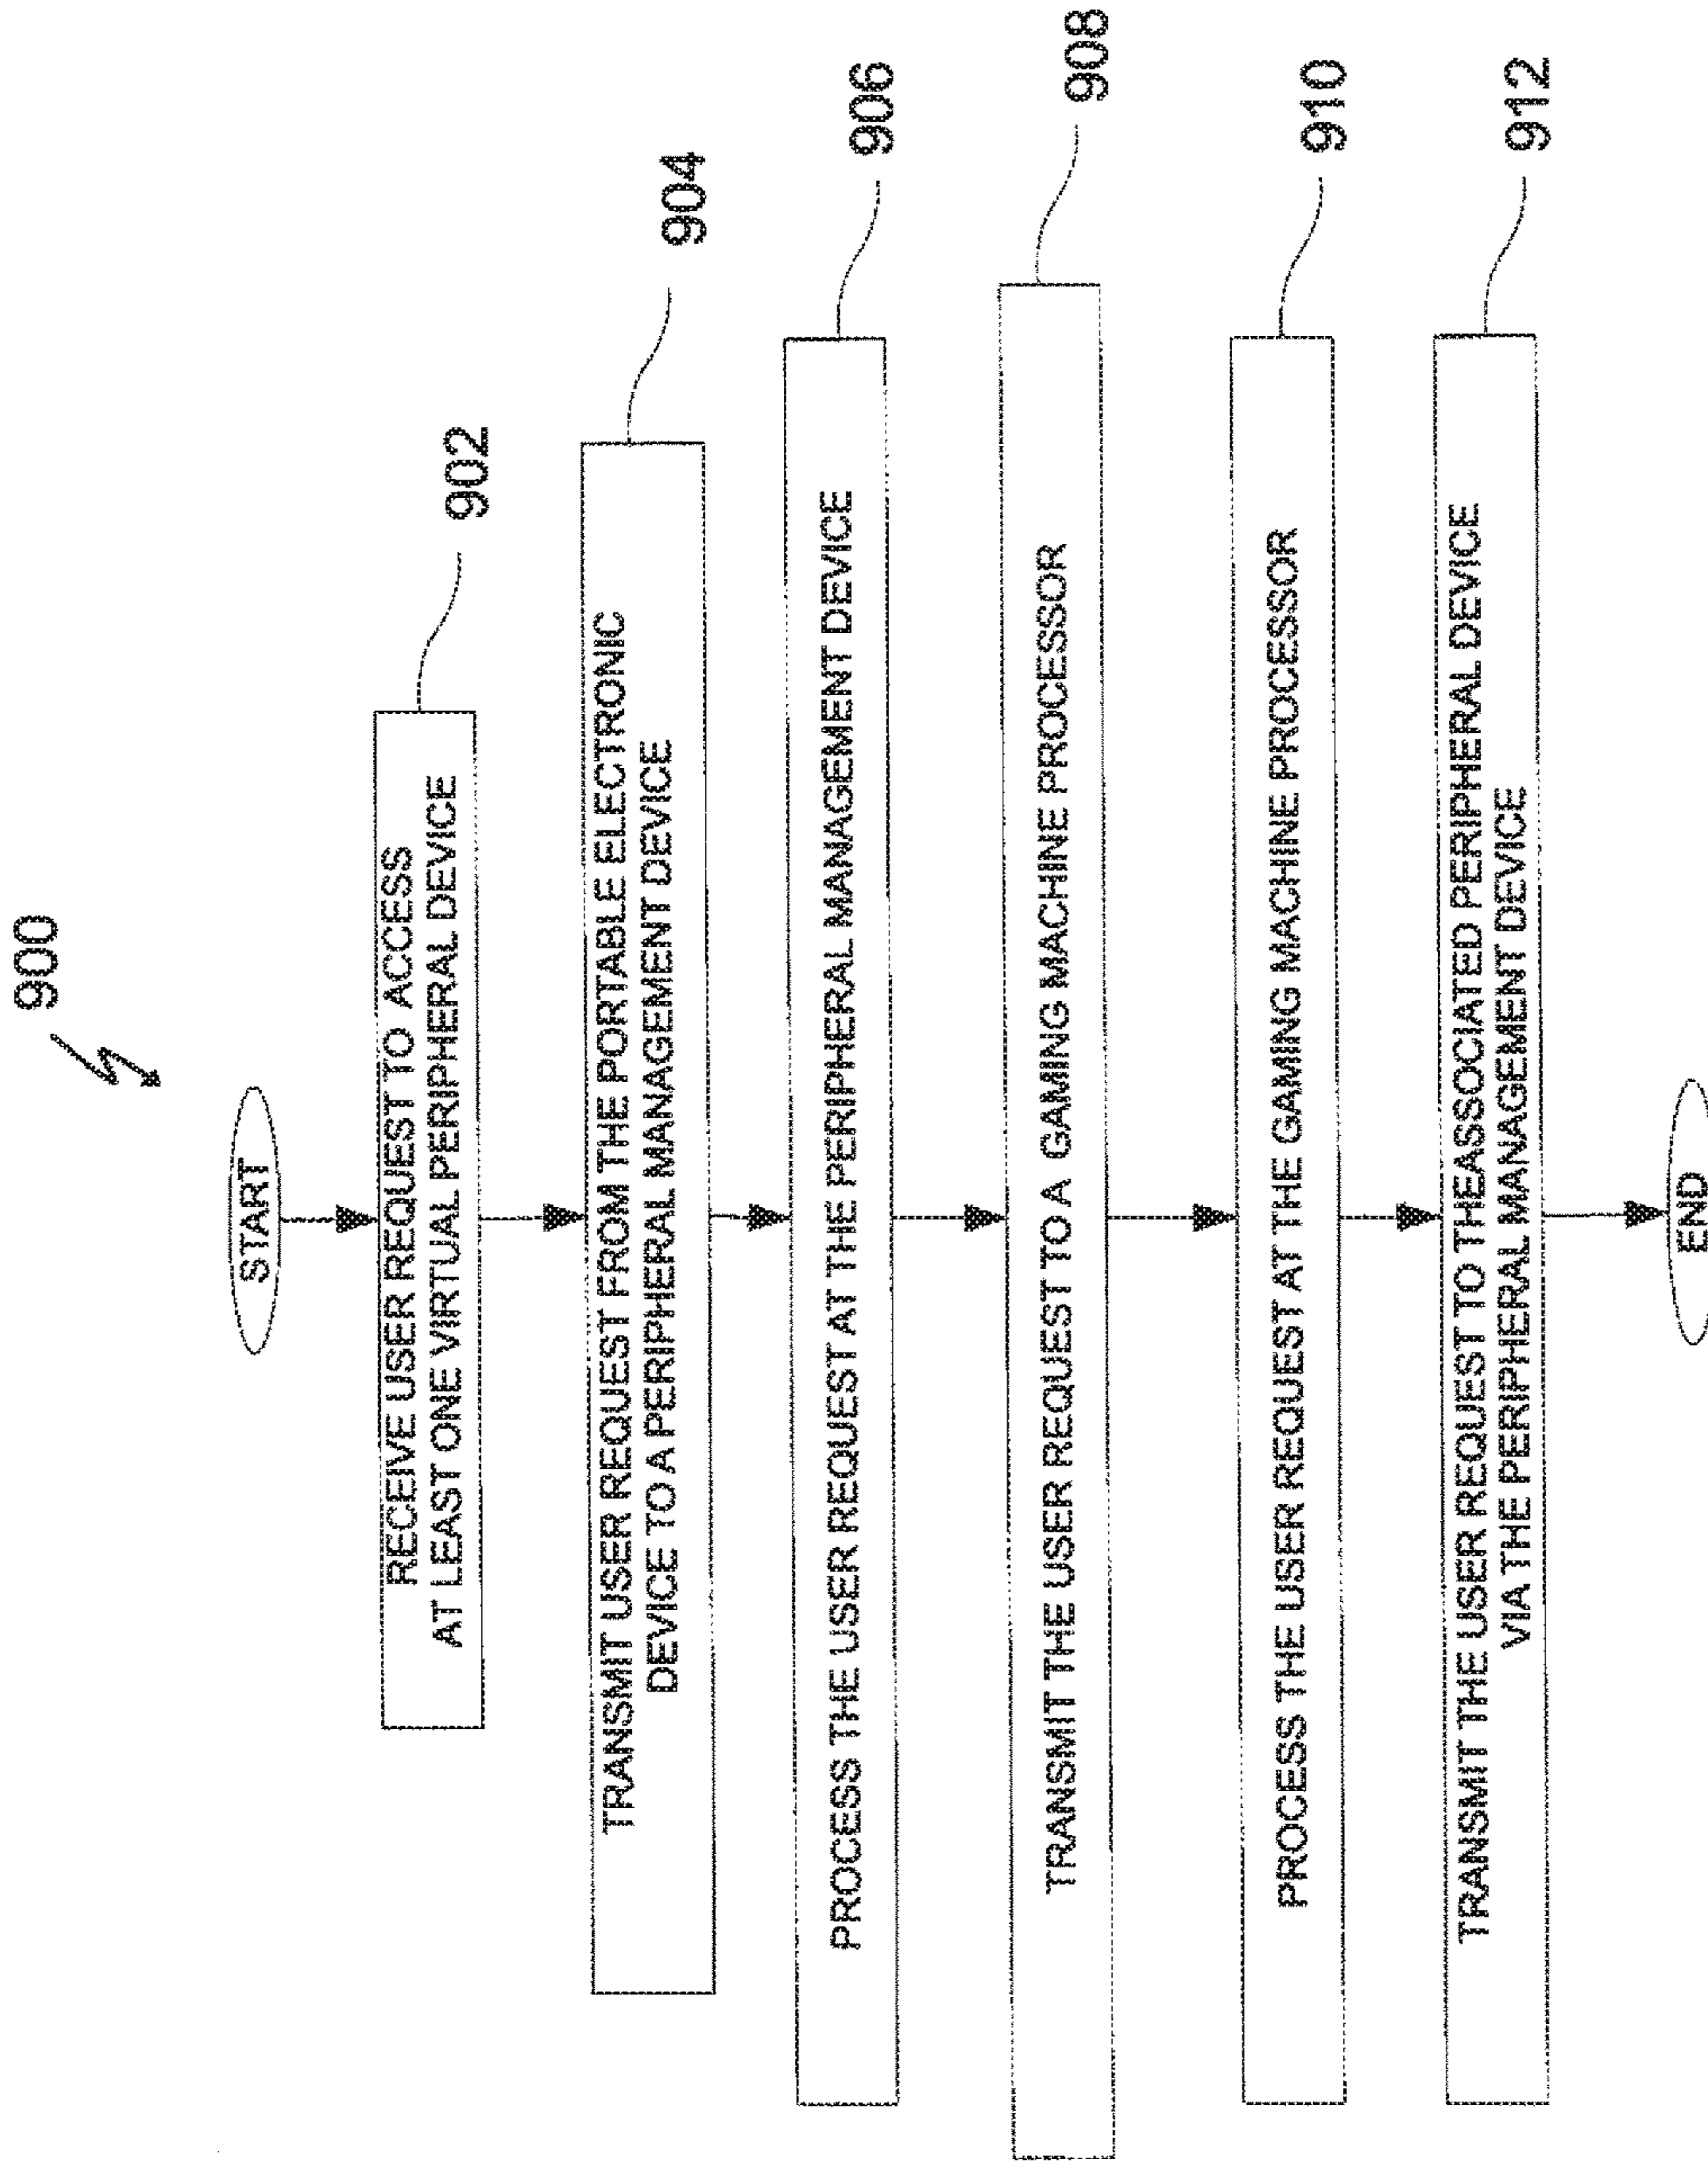 900
START
RECEIVE USER REQUEST TO ACCESS
AT LEAST ONE VIRTUAL PERIPHERAL DEVICE
902
TRANSMIT USER REQUEST FROM THE PORTABLE ELECTRONIC
DEVICE TO A PERIPHERAL MANAGEMENT DEVICE
904
PROCESS THE USER REQUEST AT THE PERIPHERAL MANAGEMENT DEVICE
906
TRANSMIT THE USER REQUEST TO A GAMING MACHINE PROCESSOR
908
PROCESS THE USER REQUEST AT THE GAMING MACHINE PROCESSOR
910
TRANSMIT THE USER REQUEST TO THEASSOCIATED PERIPHERAL DEVICE
VIA THE PERIPHERAL MANAGEMENT DEVICE
912
END